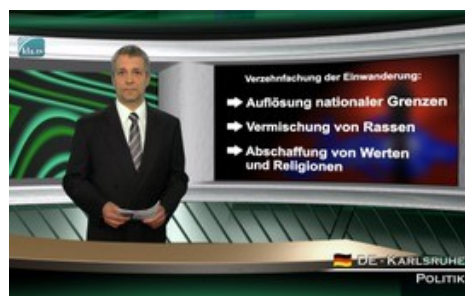 kla.tv
Verzehnfachung der Einwanderung:
Auflösung nationaler Grenzen
Vermischung von Rassen
Abschaffung von Werten
und Religionen
DE - KARLSRUHE
POLITIK